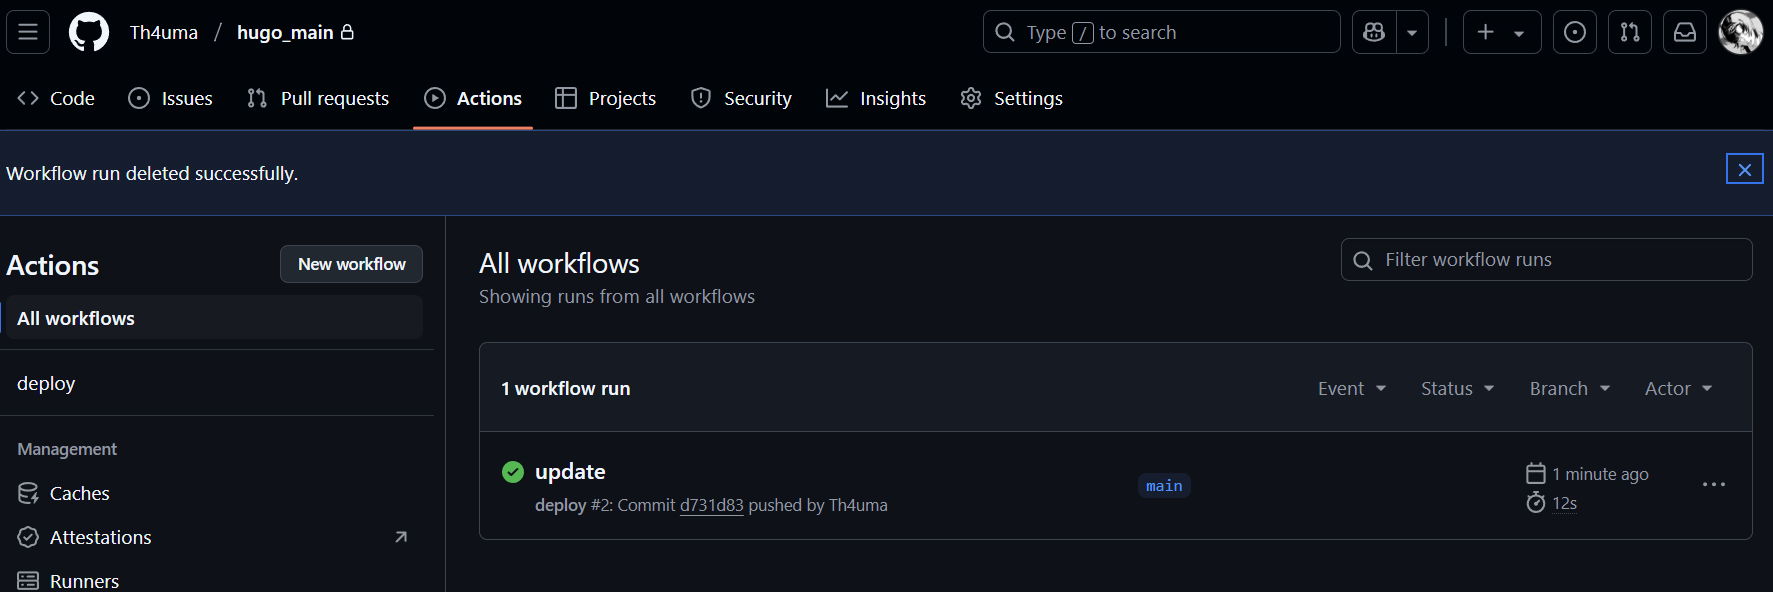 Th4uma / hugo_main
Type / to search
Code
Issues
Pull requests
Actions
Projects
Security
Insights
Settings
Workflow run deleted successfully.
Actions
New workflow
All workflows
deploy
Management
Caches
Attestations
Runners
All workflows
Showing runs from all workflows
Filter workflow runs
1 workflow run
Event
Status
Branch
Actor
update
deploy #2: Commit d731d83 pushed by Th4uma
main
1 minute ago
12s